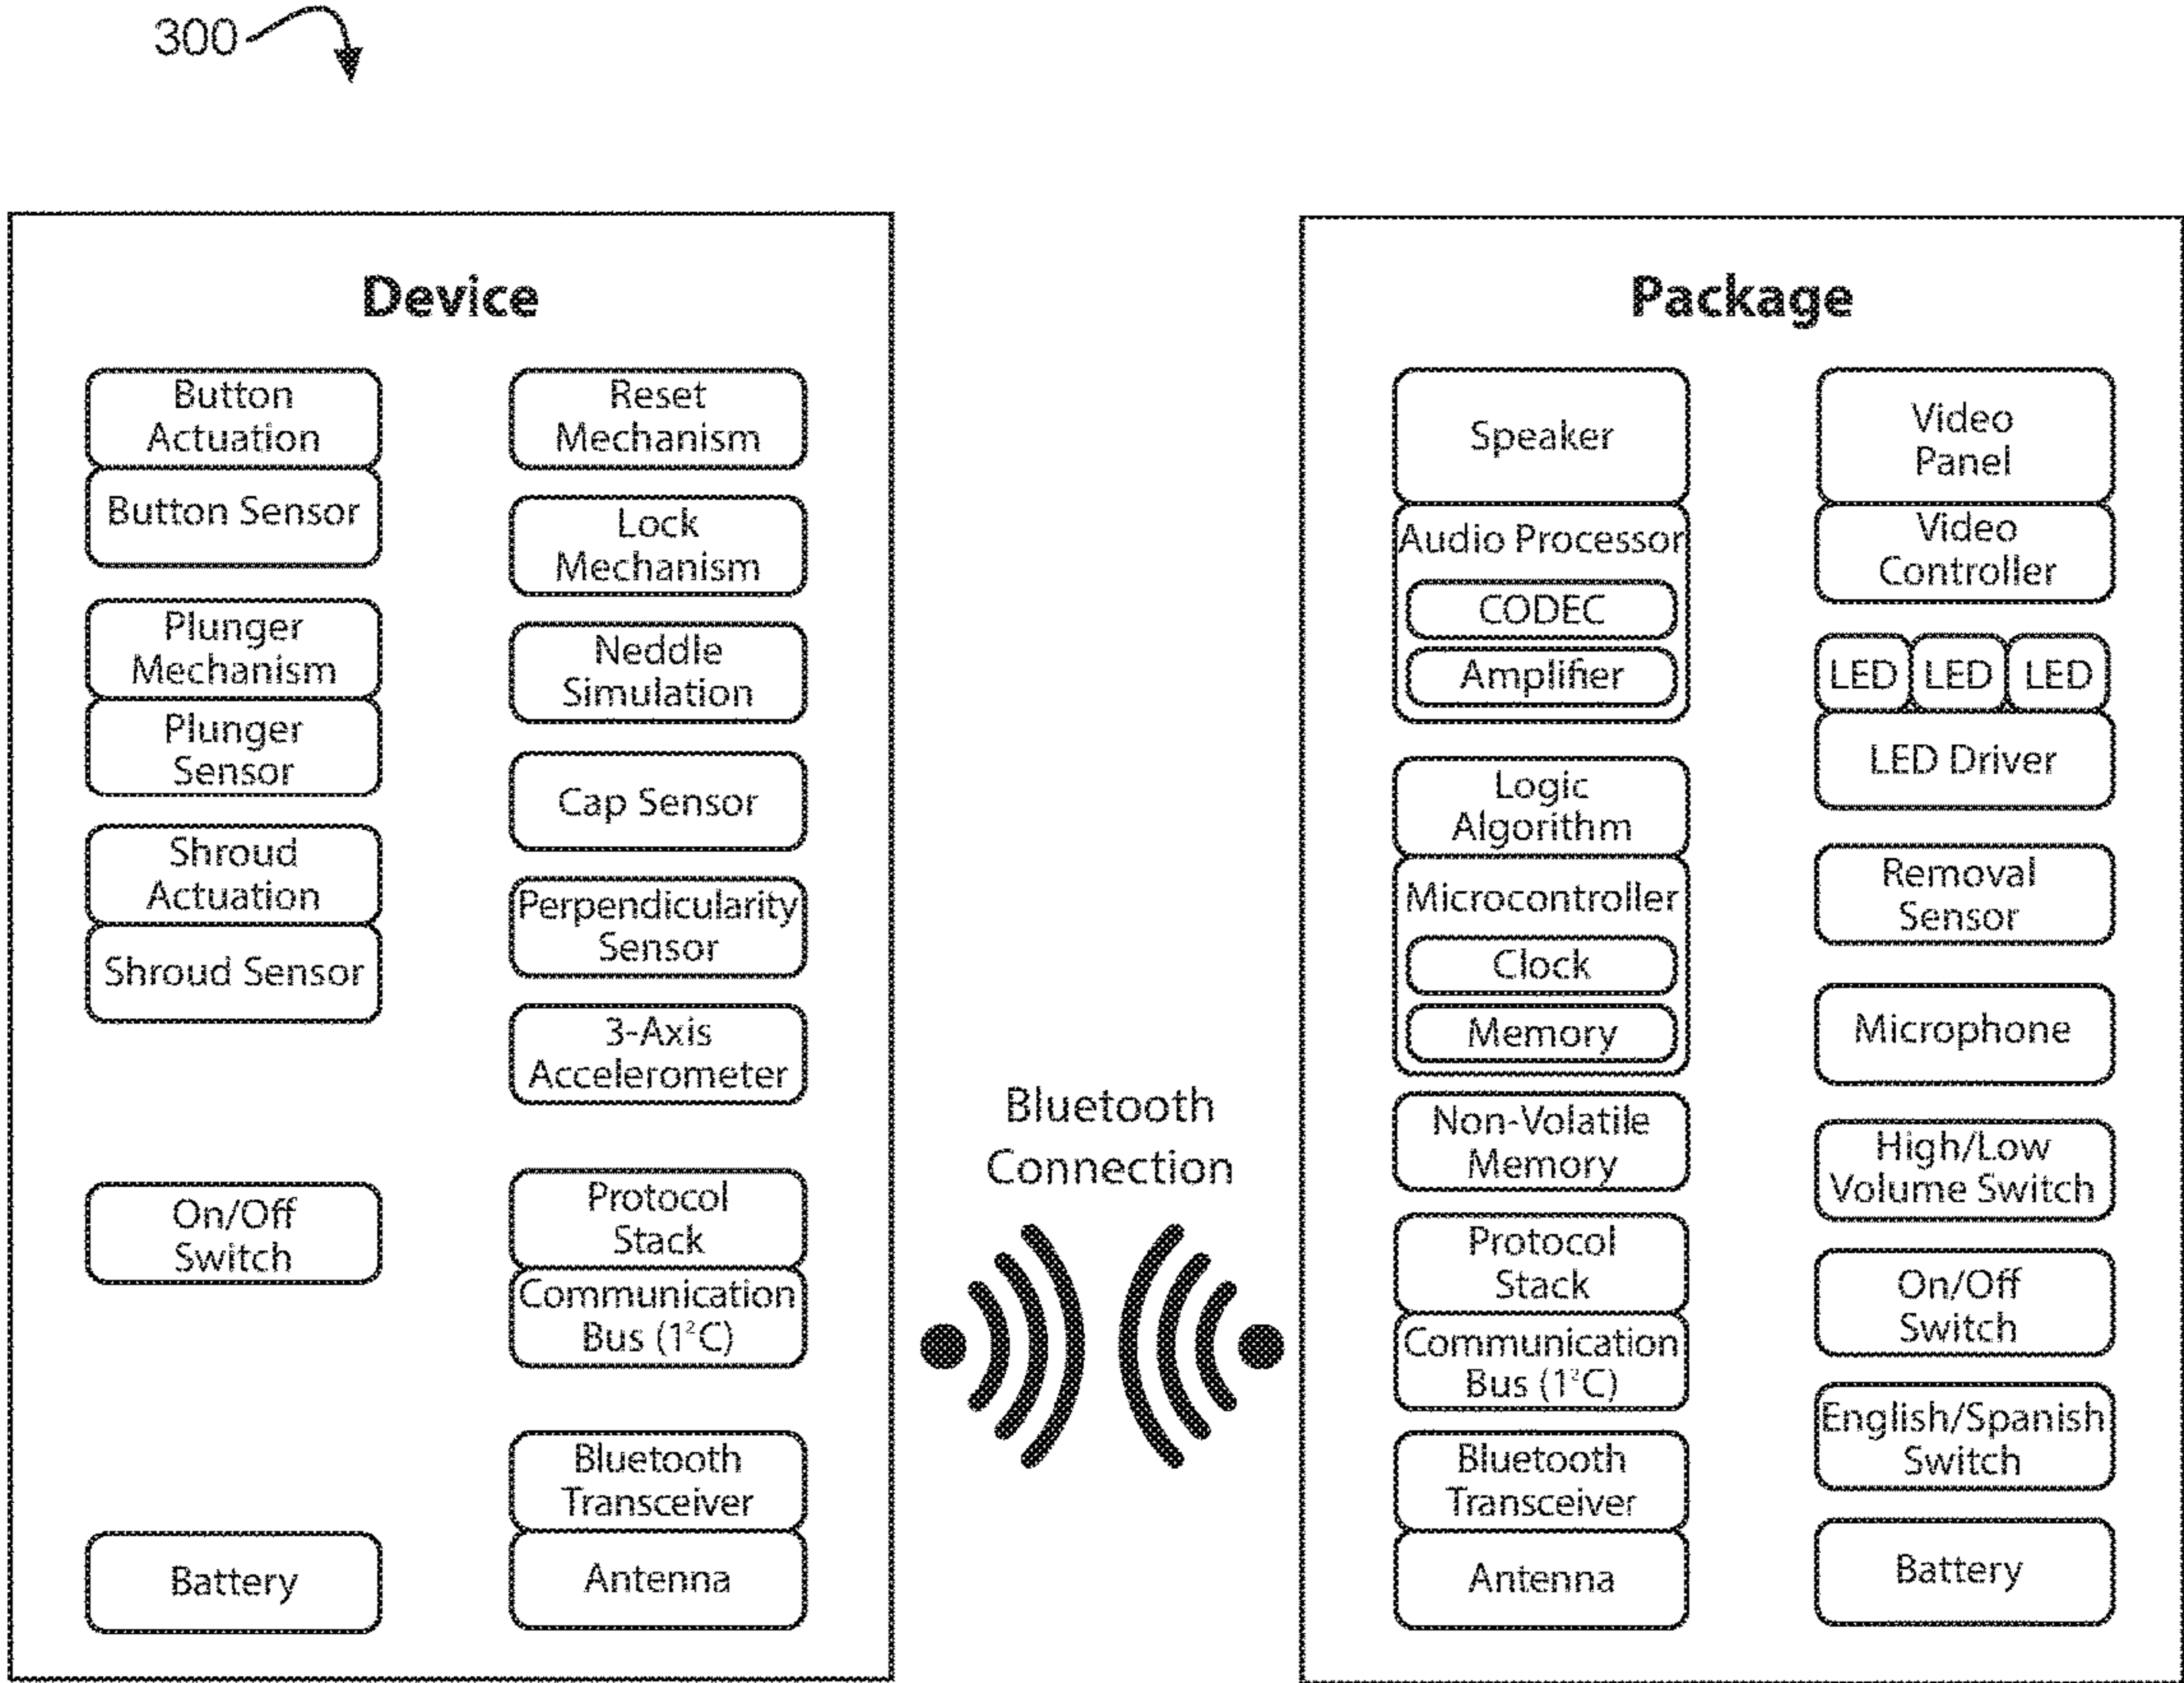 300
Device
Button
Actuation
Button Sensor
Plunger
Mechanism
Plunger
Sensor
Shroud
Actuation
Shroud Sensor
On/Off
Switch
Battery
Reset
Mechanism
Lock
Mechanism
Neddle
Simulation
Cap Sensor
Perpendicularity
Sensor
3-Axis
Accelerometer
Protocol
Stack
Communication
Bus (1²C)
Bluetooth
Transceiver
Antenna
Bluetooth
Connection
Package
Speaker
Audio Processor
CODEC
Amplifier
Logic
Algorithm
Microcontroller
Clock
Memory
Non-Volatile
Memory
Protocol
Stack
Communication
Bus (1²C)
Bluetooth
Transceiver
Antenna
Video
Panel
Video
Controller
LED LED LED
LED Driver
Removal
Sensor
Microphone
High/Low
Volume Switch
On/Off
Switch
English/Spanish
Switch
Battery